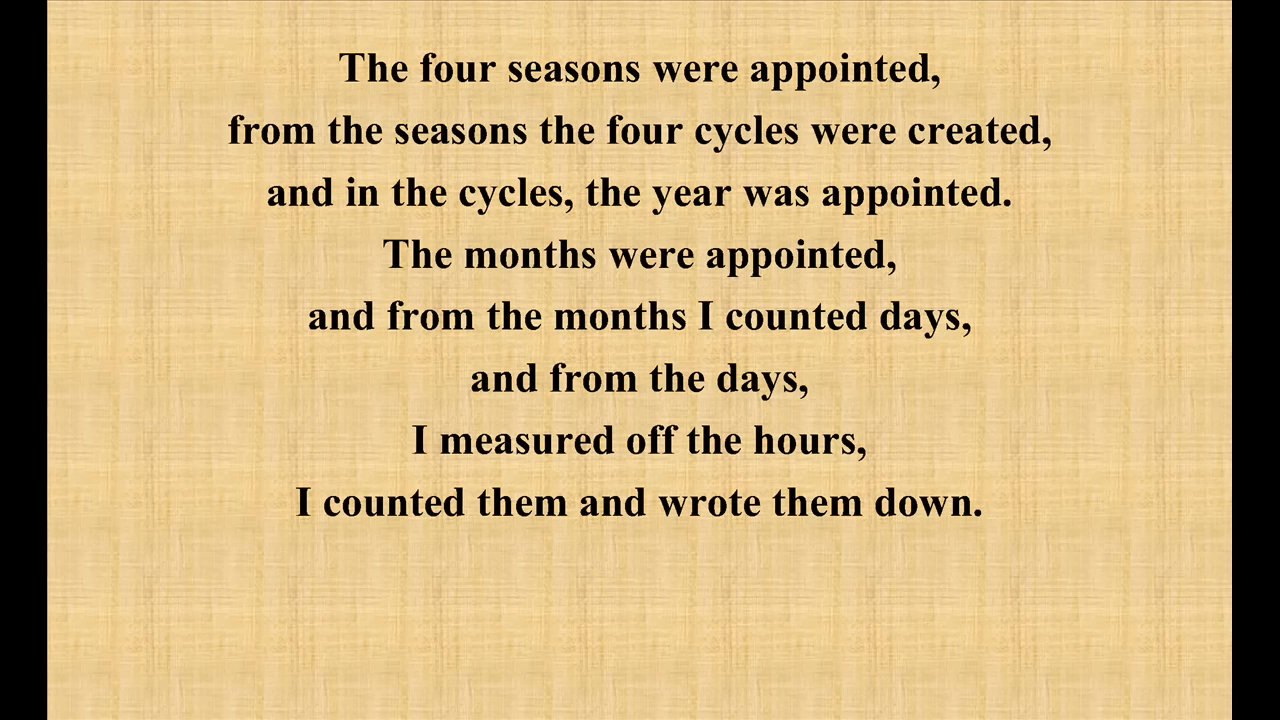 The four seasons were appointed,
from the seasons the four cycles were created,
and in the cycles, the year was appointed.
The months were appointed,
and from the months I counted days,
and from the days,
I measured off the hours,
I counted them and wrote them down.